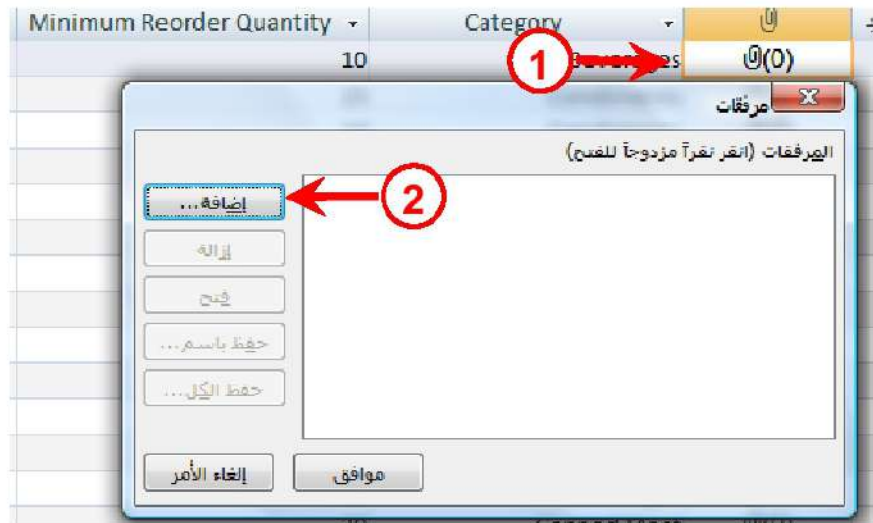 Minimum Reorder Quantity Category
10 Beverages (0)
1
مرفقات
المرفقات (انقر نقراً مزدوجاً للفتح)
إضافة...
2
إزالة
فتح
حفظ باسم...
حفظ الكل...
موافق
إلغاء الأمر